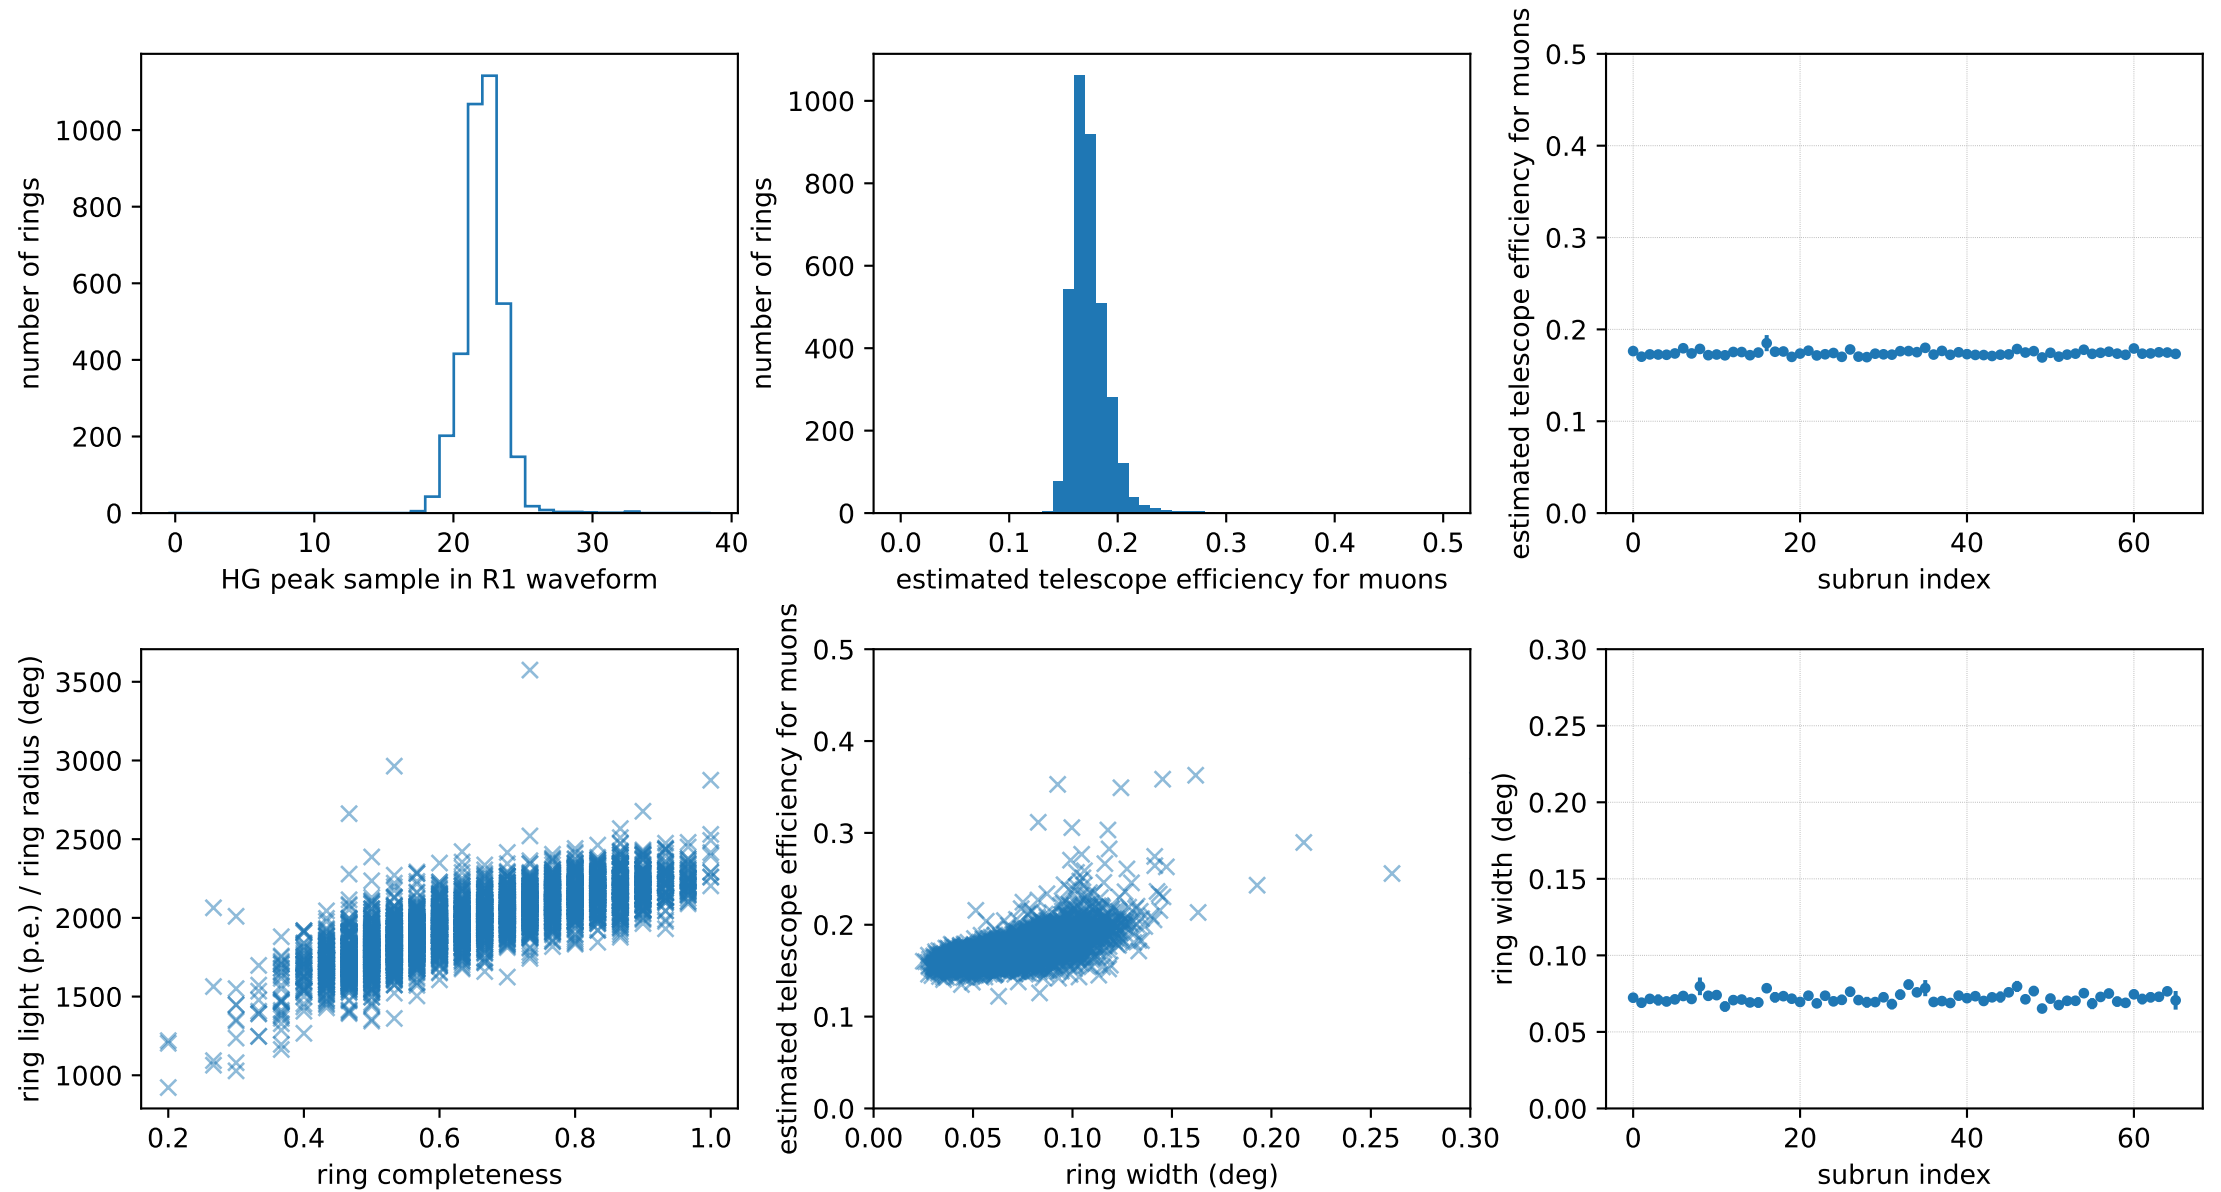 number of rings
1000
800
600
400
200
0
0 10 20 30 40
HG peak sample in R1 waveform
number of rings
1000
800
600
400
200
0
0.0 0.1 0.2 0.3 0.4 0.5
estimated telescope efficiency for muons
estimated telescope efficiency for muons
0.5
0.4
0.3
0.2
0.1
0.0
0 20 40 60
subrun index
ring light (p.e.) / ring radius (deg)
3500
3000
2500
2000
1500
1000
0.2 0.4 0.6 0.8 1.0
ring completeness
estimated telescope efficiency for muons
0.5
0.4
0.3
0.2
0.1
0.0
0.00 0.05 0.10 0.15 0.20 0.25 0.30
ring width (deg)
ring width (deg)
0.30
0.25
0.20
0.15
0.10
0.05
0.00
0 20 40 60
subrun index